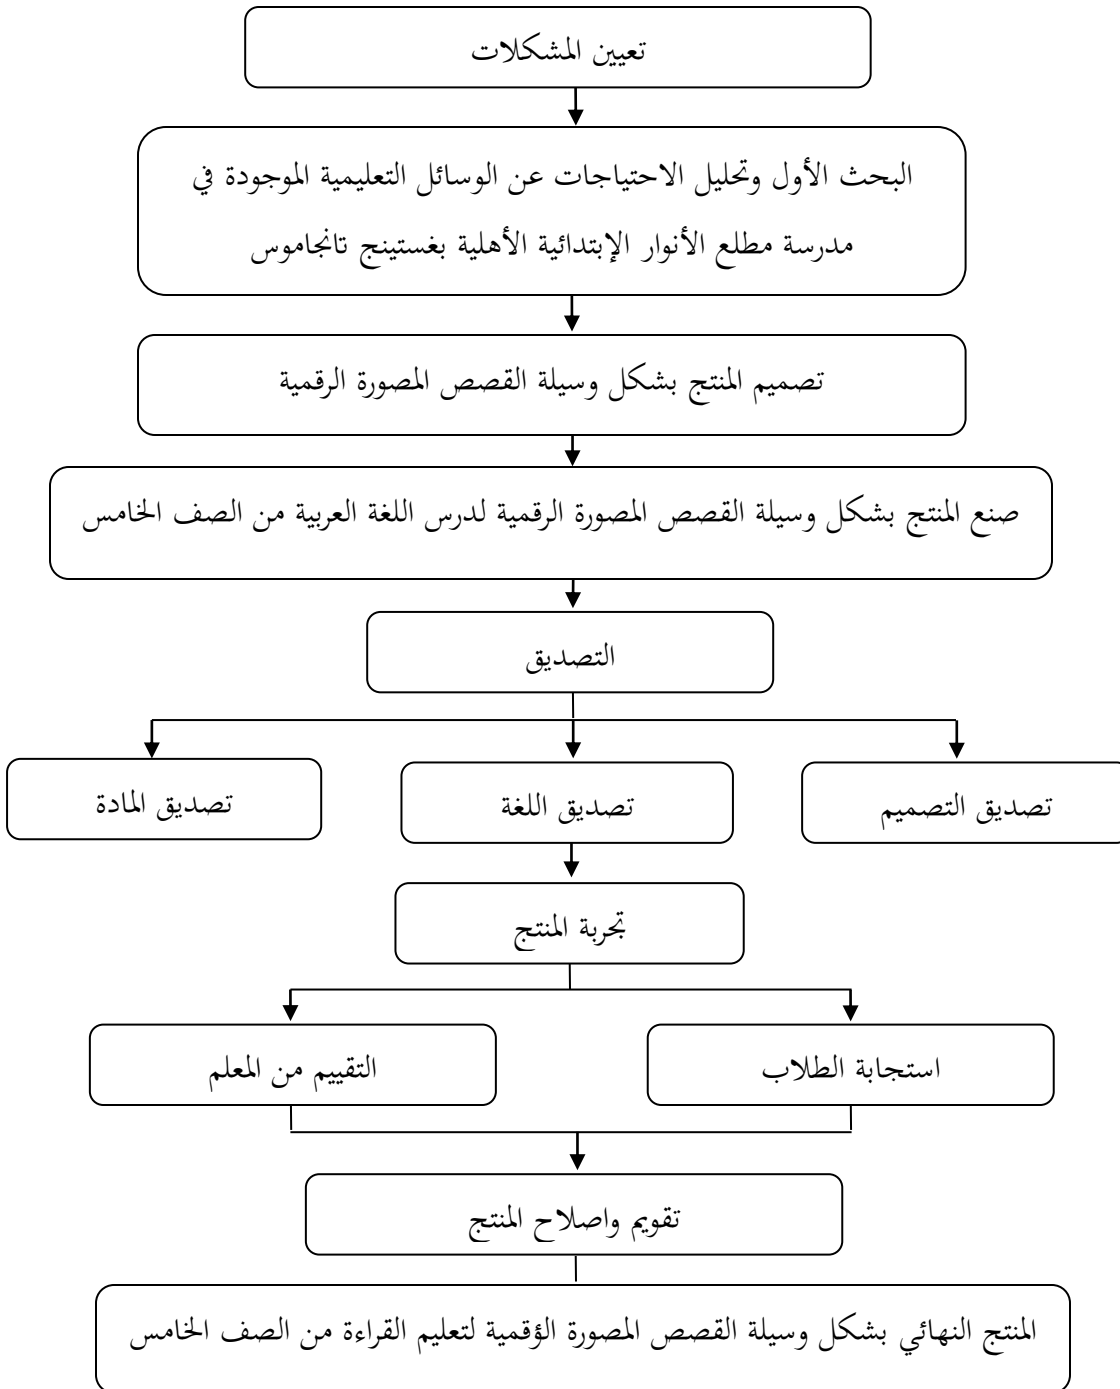 تعيين المشكلات
البحث الأول وتحليل الاحتياجات عن الوسائل التعليمية الموجودة في
مدرسة مطلع الأنوار الإبتدائية الأهلية بغستينج تانجاموس
تصميم المنتج بشكل وسيلة القصص المصورة الرقمية
صنع المنتج بشكل وسيلة القصص المصورة الرقمية لدرس اللغة العربية من الصف الخامس
التصديق
تصديق التصميم
تصديق اللغة
تصديق المادة
تجربة المنتج
استجابة الطلاب
التقييم من المعلم
تقويم واصلاح المنتج
المنتج النهائي بشكل وسيلة القصص المصورة الؤقمية لتعليم القراءة من الصف الخامس